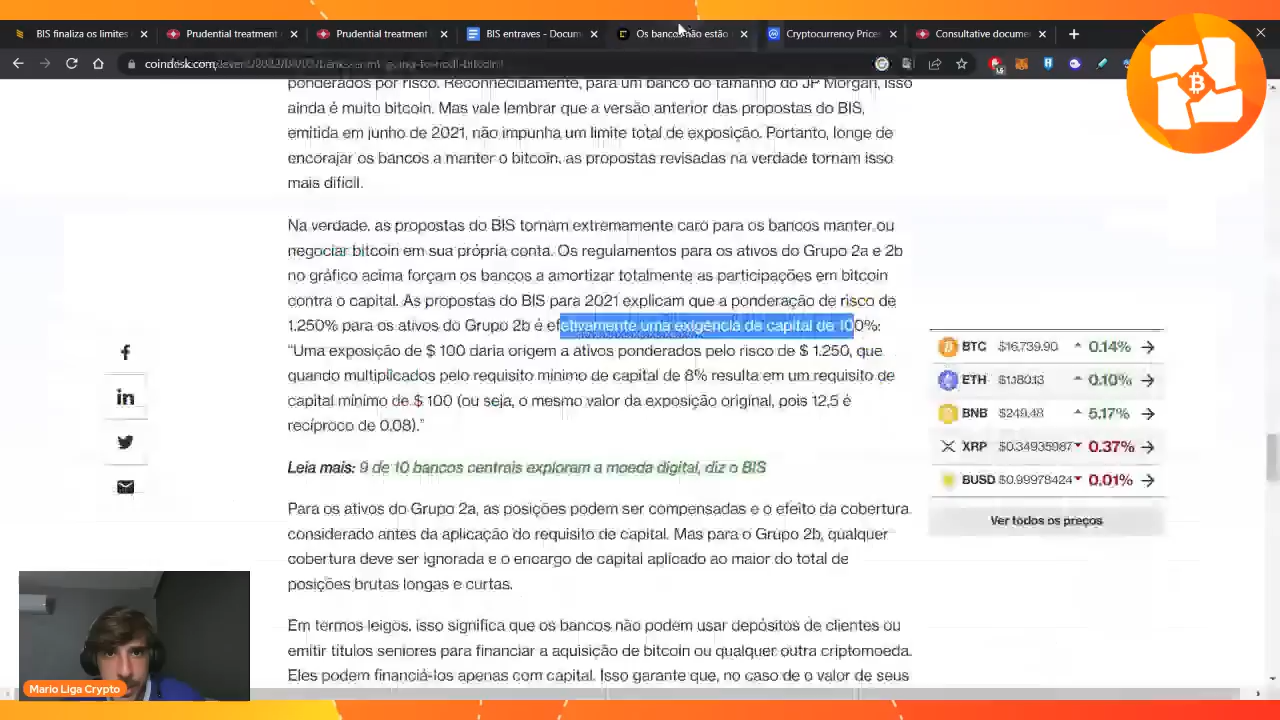 BIS finaliza os limites
Prudential treatment
Prudential treatment
BIS entraves - Docum
Os bancos não estão
Cryptocurrency Prices
Consultative docume
coindesk.com
ponderados por risco. Reconhecidamente, para um banco do tamanho do JP Morgan, isso
ainda é muito bitcoin. Mas vale lembrar que a versão anterior das propostas do BIS,
emitida em junho de 2021, não impunha um limite total de exposição. Portanto, longe de
encorajar os bancos a manter o bitcoin, as propostas revisadas na verdade tornam isso
mais difícil.
Na verdade, as propostas do BIS tornam extremamente caro para os bancos manter ou
negociar bitcoin em sua própria conta. Os regulamentos para os ativos do Grupo 2a e 2b
no gráfico acima forçam os bancos a amortizar totalmente as participações em bitcoin
contra o capital. As propostas do BIS para 2021 explicam que a ponderação de risco de
1.250% para os ativos do Grupo 2b é efetivamente uma exigência de capital de 100%:
“Uma exposição de $ 100 daria origem a ativos ponderados pelo risco de $ 1.250, que
quando multiplicados pelo requisito mínimo de capital de 8% resulta em um requisito de
capital mínimo de $ 100 (ou seja, o mesmo valor da exposição original, pois 12,5 é
recíproco de 0,08).”
Leia mais: 9 de 10 bancos centrais exploram a moeda digital, diz o BIS
Para os ativos do Grupo 2a, as posições podem ser compensadas e o efeito da cobertura
considerado antes da aplicação do requisito de capital. Mas para o Grupo 2b, qualquer
cobertura deve ser ignorada e o encargo de capital aplicado ao maior do total de
posições brutas longas e curtas.
Em termos leigos, isso significa que os bancos não podem usar depósitos de clientes ou
emitir títulos seniores para financiar a aquisição de bitcoin ou qualquer outra criptomoeda.
Eles podem financiá-los apenas com capital. Isso garante que, no caso de o valor de seus
BTC $16,739.90 0.14%
ETH $1,180.13 0.10%
BNB $249.48 5.17%
XRP $0.34935987 0.37%
BUSD $0.99978424 0.01%
Ver todos os preços
Mario Liga Crypto